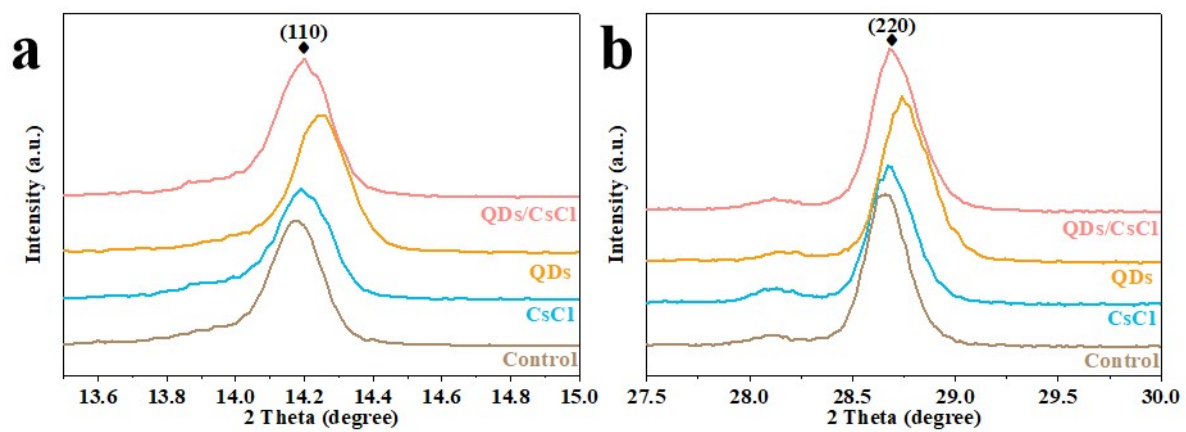 a
(110)
Intensity (a.u.)
QDs/CsCl
QDs
CsCl
Control
13.6 13.8 14.0 14.2 14.4 14.6 14.8 15.0
2 Theta (degree)
b
(220)
Intensity (a.u.)
QDs/CsCl
QDs
CsCl
Control
27.5 28.0 28.5 29.0 29.5 30.0
2 Theta (degree)